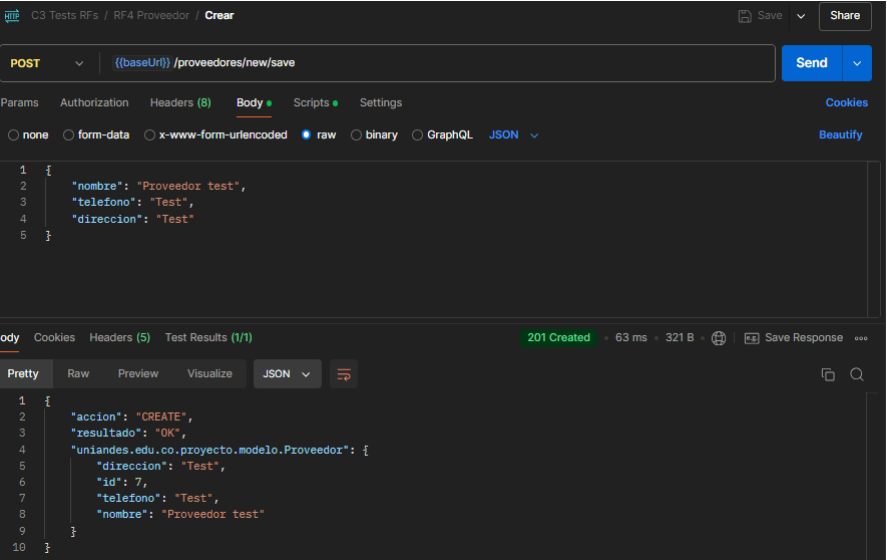 HTTP C3 Tests RFs / RF4 Proveedor / Crear Save Share
POST {{baseUrl}} /proveedores/new/save Send
Params Authorization Headers (8) Body Scripts Settings Cookies
none form-data x-www-form-urlencoded raw binary GraphQL JSON Beautify
1 {
2 "nombre": "Proveedor test",
3 "telefono": "Test",
4 "direccion": "Test"
5 }
ody Cookies Headers (5) Test Results (1/1) 201 Created 63 ms 321 B Save Response
Pretty Raw Preview Visualize JSON
1 {
2 "accion": "CREATE",
3 "resultado": "OK",
4 "uniandes.edu.co.proyecto.modelo.Proveedor": {
5 "direccion": "Test",
6 "id": 7,
7 "telefono": "Test",
8 "nombre": "Proveedor test"
9 }
10 }